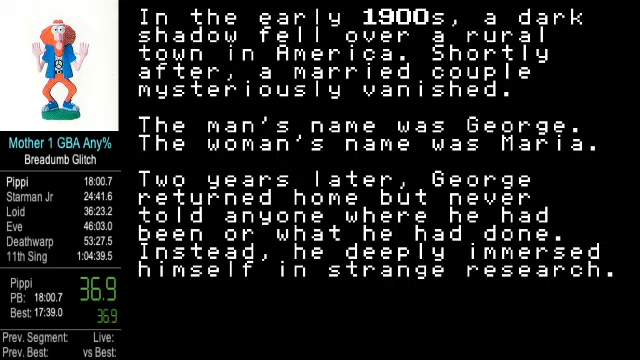 Mother 1 GBA Any%
Breadumb Glitch
Pippi 18:00.7
Starman Jr 24:41.6
Loid 36:23.2
Eve 46:03.0
Deathwarp 53:27.5
11th Sing 1:04:39.5
Pippi 36.9
PB: 18:00.7
Best: 17:39.0 36.9
Prev. Segment: Live:
Prev. Best: vs Best:
In the early 1900s, a dark
shadow fell over a rural
town in America. Shortly
after, a married couple
mysteriously vanished.
The man's name was George.
The woman's name was Maria.
Two years later, George
returned home but never
told anyone where he had
been or what he had done.
Instead, he deeply immersed
himself in strange research.